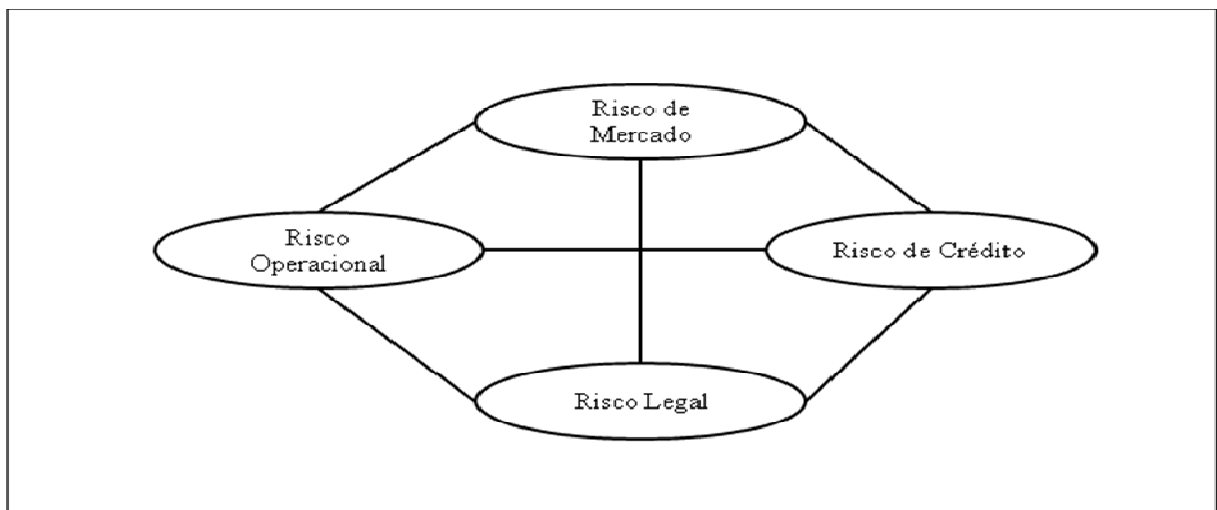 Risco de
Mercado
Risco
Operacional
Risco de Crédito
Risco Legal